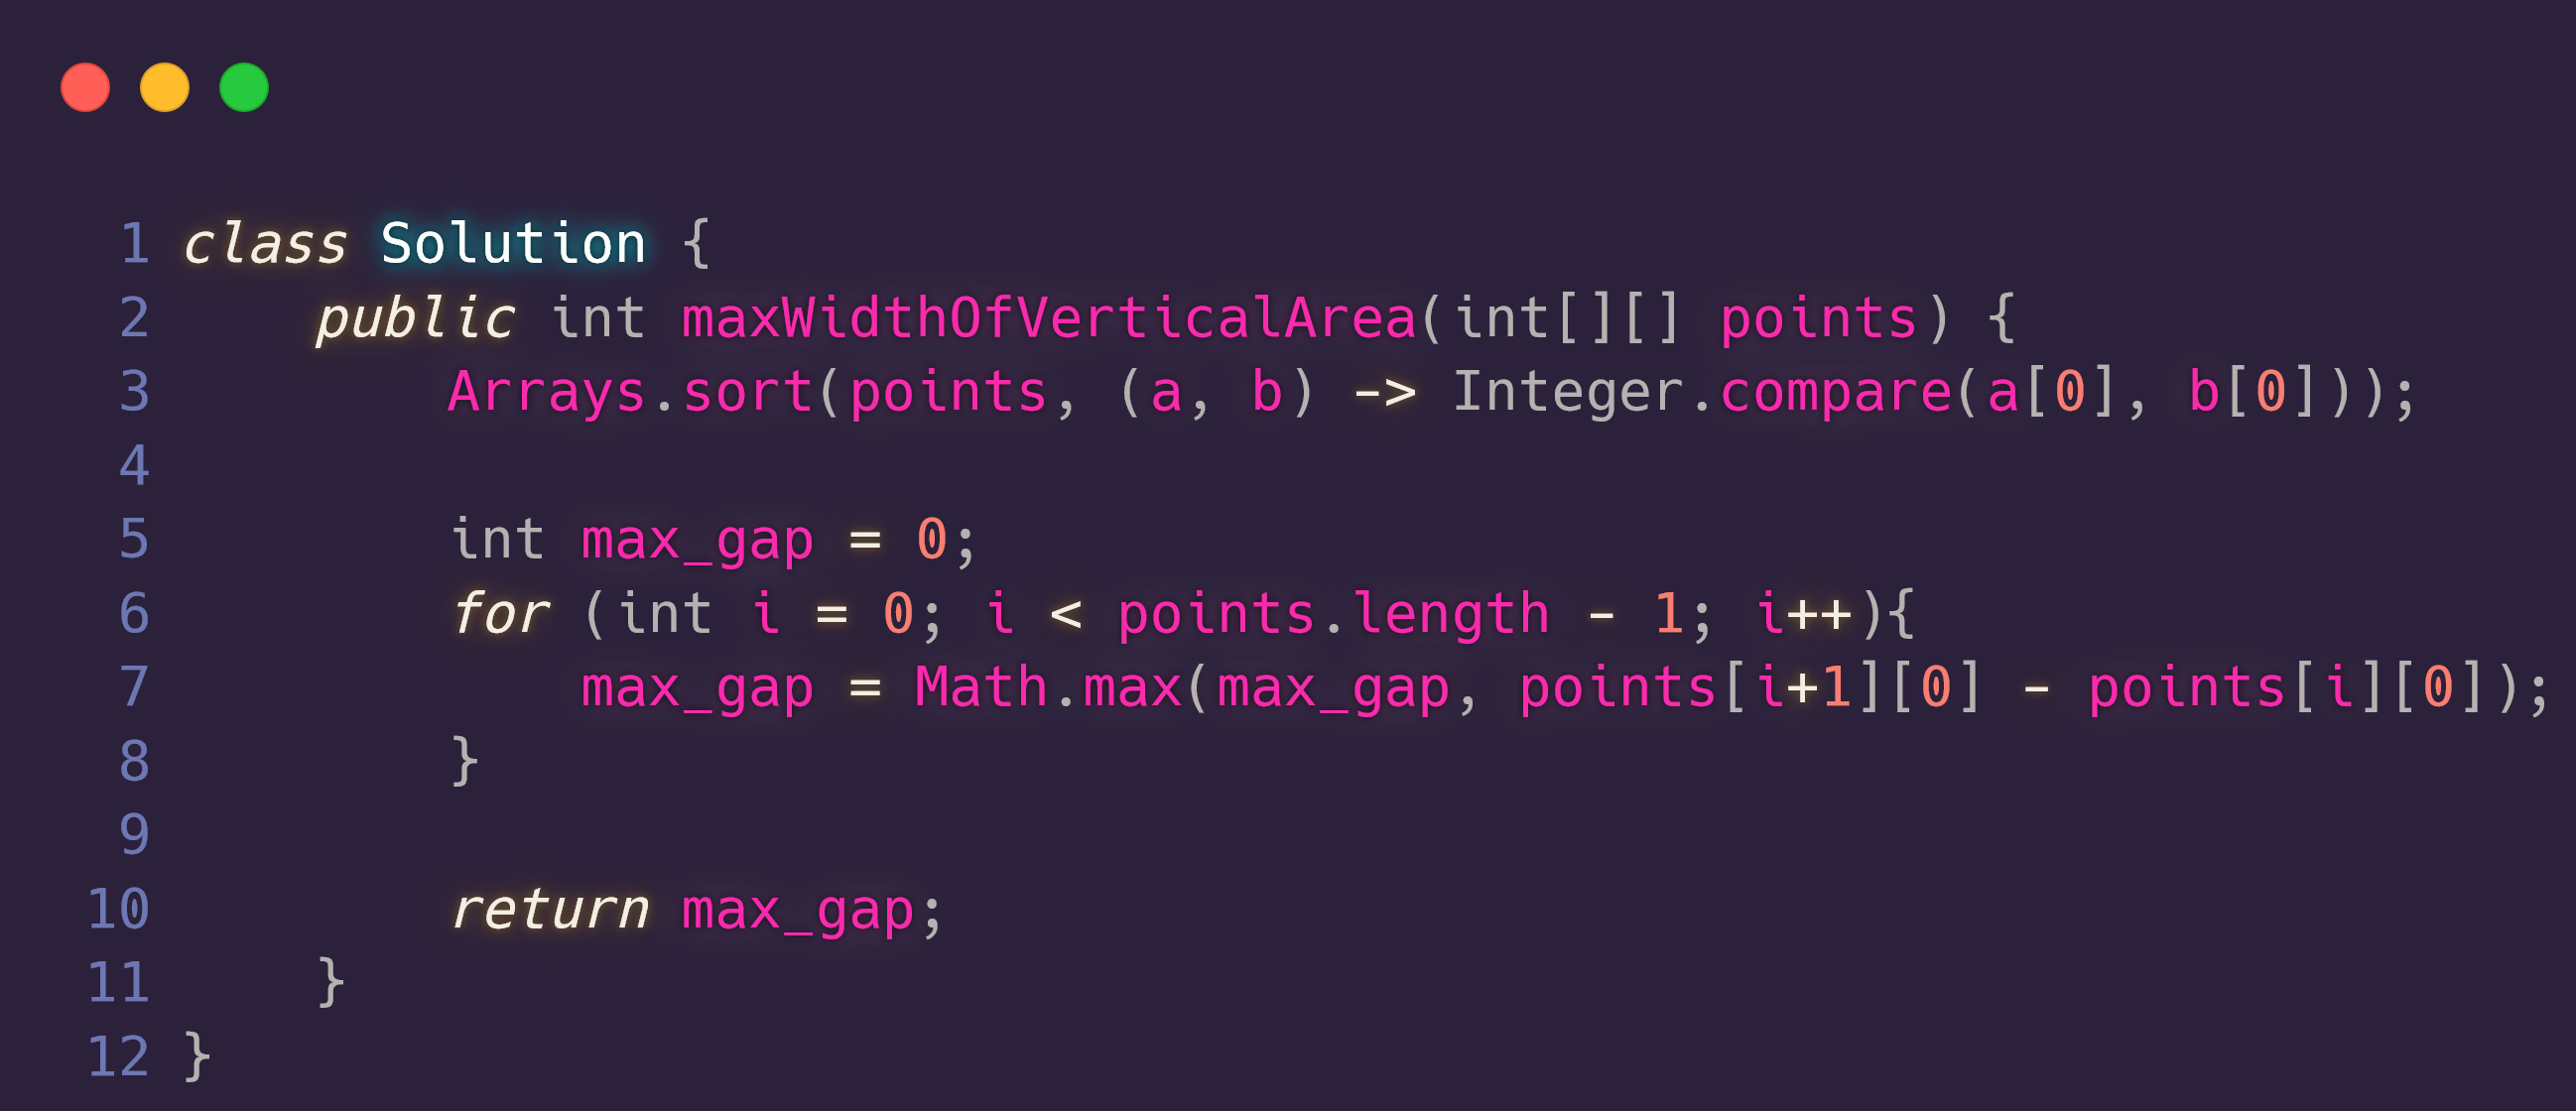 1 class Solution {
2     public int maxWidthOfVerticalArea(int[][] points) {
3         Arrays.sort(points, (a, b) -> Integer.compare(a[0], b[0]));
4
5         int max_gap = 0;
6         for (int i = 0; i < points.length - 1; i++){
7             max_gap = Math.max(max_gap, points[i+1][0] - points[i][0]);
8         }
9
10         return max_gap;
11     }
12 }